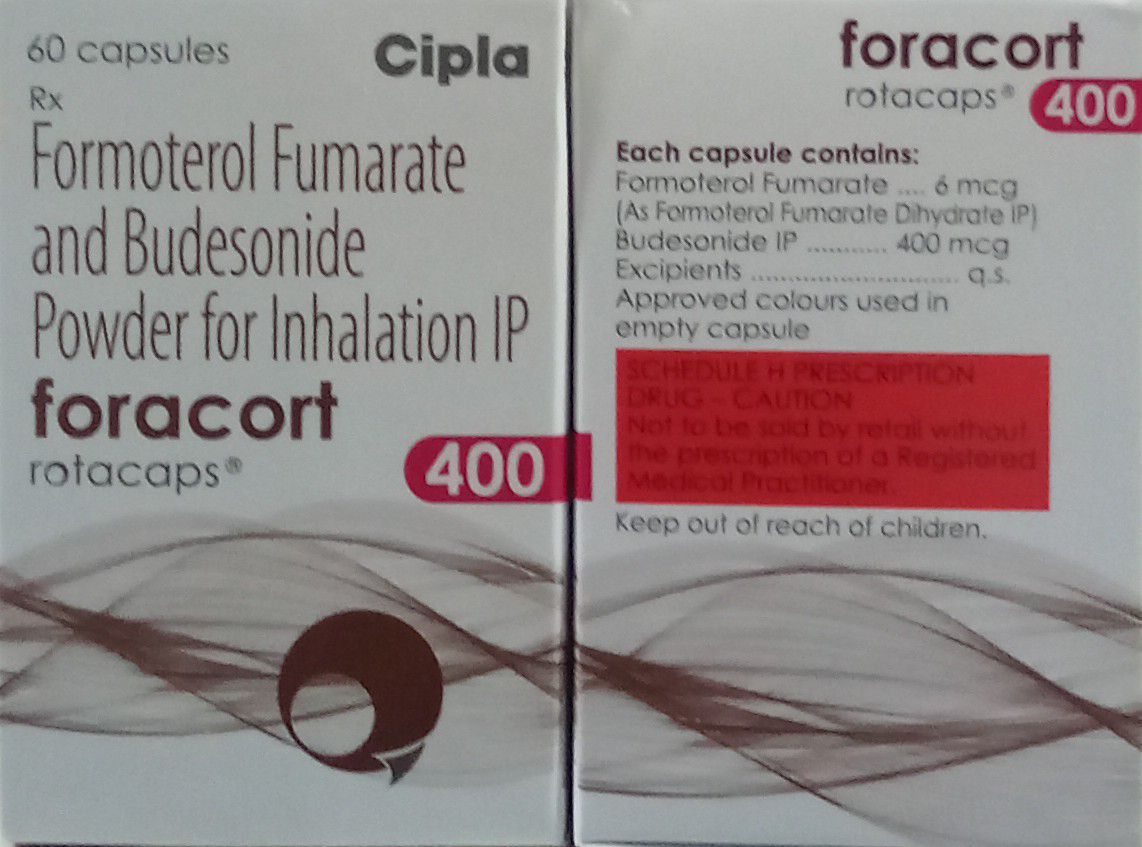 60 capsules
Cipla
Rx
Formoterol Fumarate
and Budesonide
Powder for Inhalation IP
foracort
rotacaps®
400
foracort
rotacaps®
400
Each capsule contains:
Formoterol Fumarate .... 6 mcg
(As Formoterol Fumarate Dihydrate IP)
Budesonide IP ........... 400 mcg
Excipients ............................ q.s.
Approved colours used in
empty capsule
SCHEDULE H PRESCRIPTION
DRUG – CAUTION
Not to be sold by retail without
the prescription of a Registered
Medical Practitioner.
Keep out of reach of children.